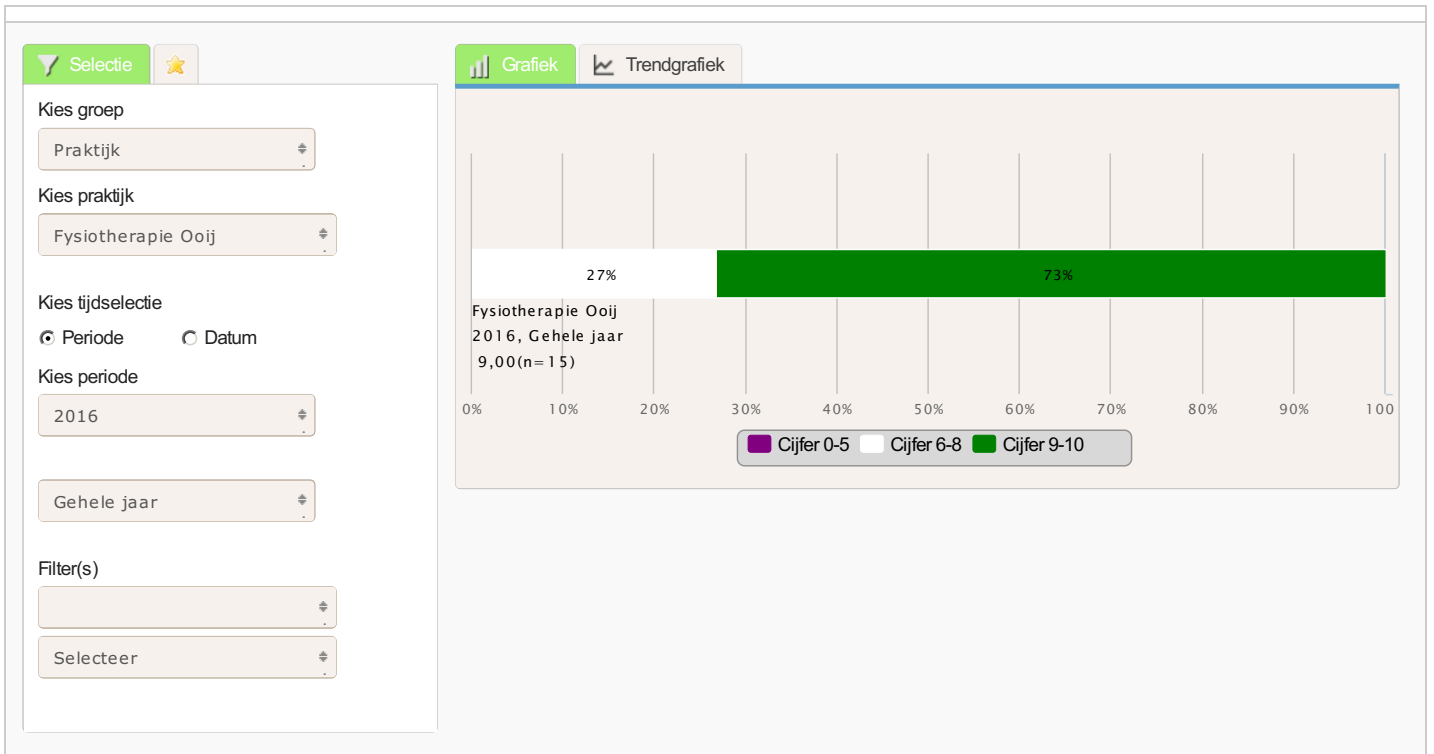 Selectie
Kies groep
Praktijk
Kies praktijk
Fysiotherapie Ooij
Kies tijdselectie
Periode Datum
Kies periode
2016
Gehele jaar
Filter(s)
Selecteer
Grafiek Trendgrafiek
27% 73%
Fysiotherapie Ooij
2016, Gehele jaar
9,00(n=15)
0% 10% 20% 30% 40% 50% 60% 70% 80% 90% 100
Cijfer 0-5 Cijfer 6-8 Cijfer 9-10